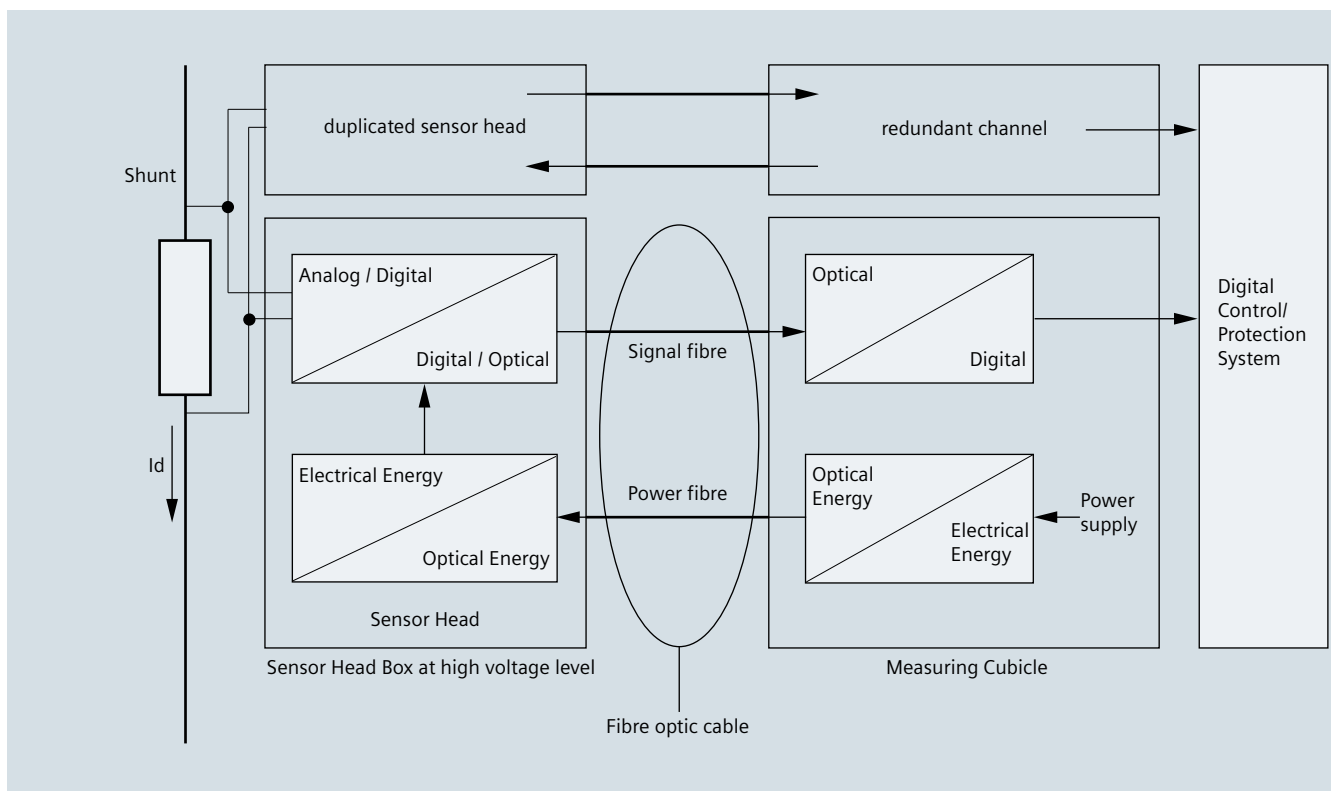 duplicated sensor head
redundant channel
Shunt
Analog / Digital
Digital / Optical
Signal fibre
Optical
Digital
Digital
Control/
Protection
System
Id
Electrical Energy
Optical Energy
Power fibre
Optical
Energy
Electrical
Energy
Power
supply
Sensor Head
Sensor Head Box at high voltage level
Measuring Cubicle
Fibre optic cable